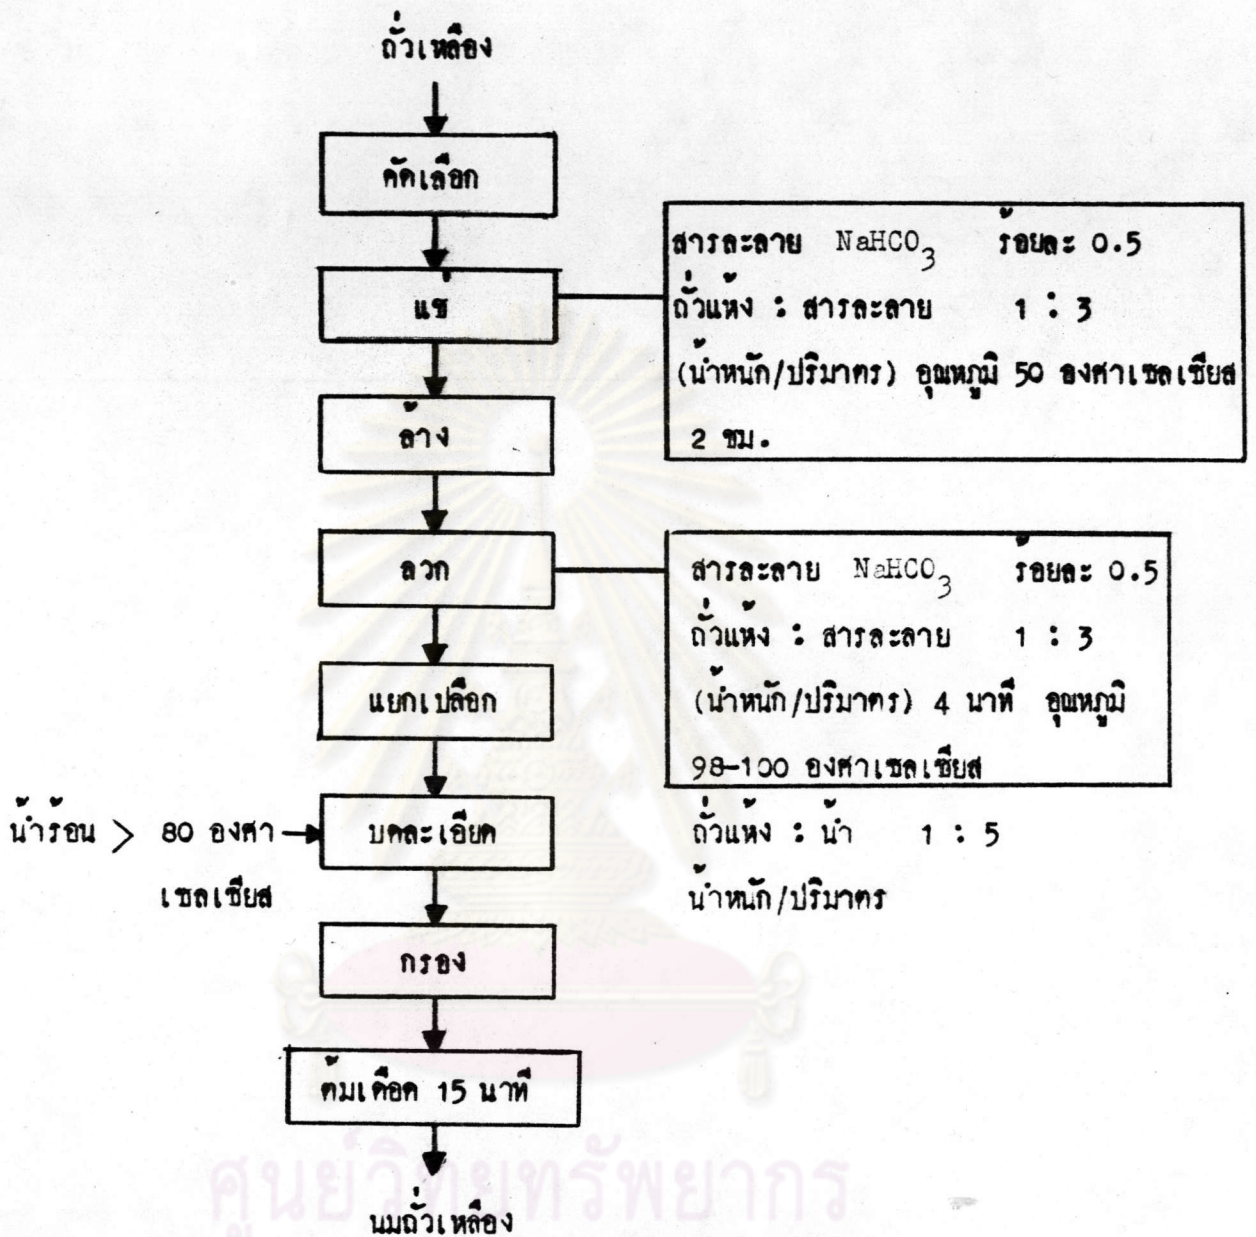 ถั่วเหลือง
คัดเลือก
แช่
สารละลาย NaHCO3 ร้อยละ 0.5
ถั่วแห้ง : สารละลาย 1 : 3
(น้ำหนัก/ปริมาตร) อุณหภูมิ 50 องศาเซลเซียส
2 ชม.
ล้าง
ลวก
สารละลาย NaHCO3 ร้อยละ 0.5
ถั่วแห้ง : สารละลาย 1 : 3
(น้ำหนัก/ปริมาตร) 4 นาที อุณหภูมิ
98-100 องศาเซลเซียส
แยกเปลือก
น้ำร้อน > 80 องศา
เซลเซียส
บดละเอียด
ถั่วแห้ง : น้ำ 1 : 5
น้ำหนัก/ปริมาตร
กรอง
ต้มเดือด 15 นาที
นมถั่วเหลือง
ศูนย์วิทยทรัพยากร